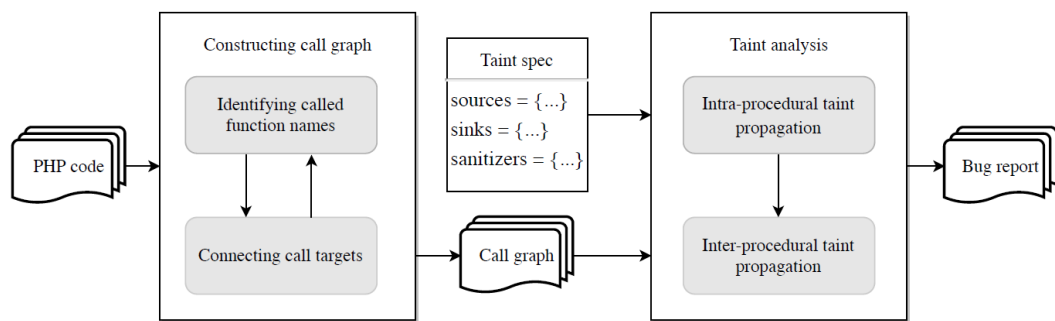 PHP code
Constructing call graph
Identifying called
function names
Connecting call targets
Taint spec
sources = {...}
sinks = {...}
sanitizers = {...}
Call graph
Taint analysis
Intra-procedural taint
propagation
Inter-procedural taint
propagation
Bug report